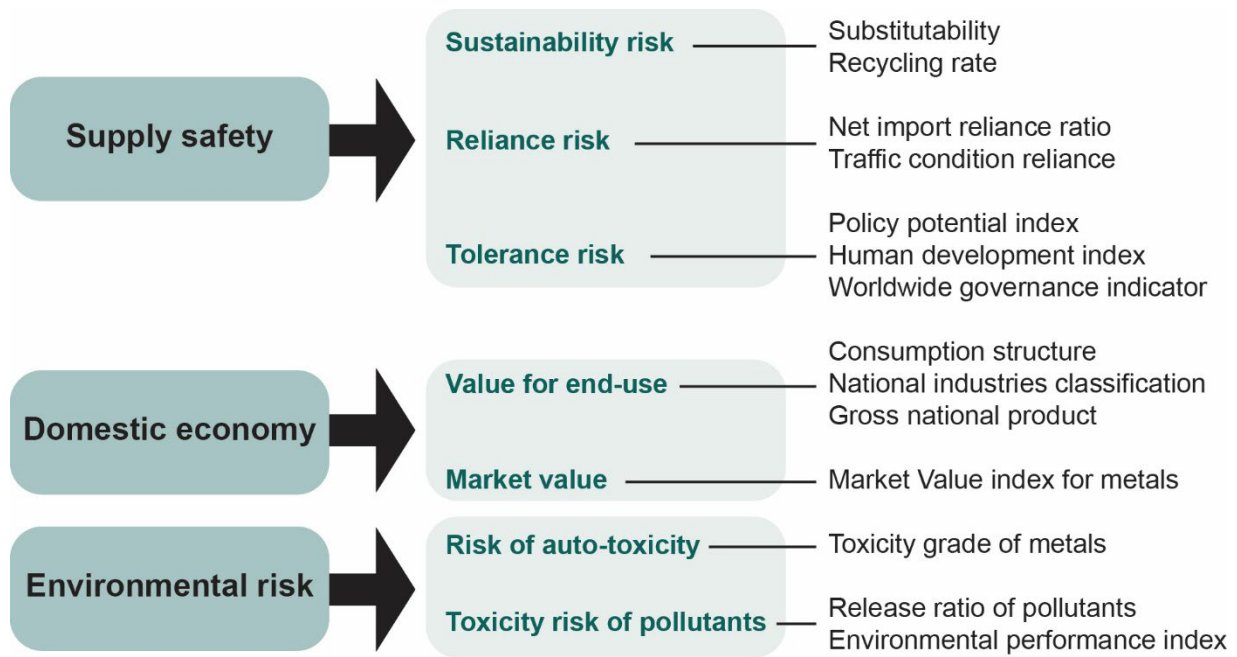 Supply safety
Sustainability risk
Substitutability
Recycling rate
Reliance risk
Net import reliance ratio
Traffic condition reliance
Tolerance risk
Policy potential index
Human development index
Worldwide governance indicator
Domestic economy
Value for end-use
Consumption structure
National industries classification
Gross national product
Market value
Market Value index for metals
Environmental risk
Risk of auto-toxicity
Toxicity grade of metals
Toxicity risk of pollutants
Release ratio of pollutants
Environmental performance index